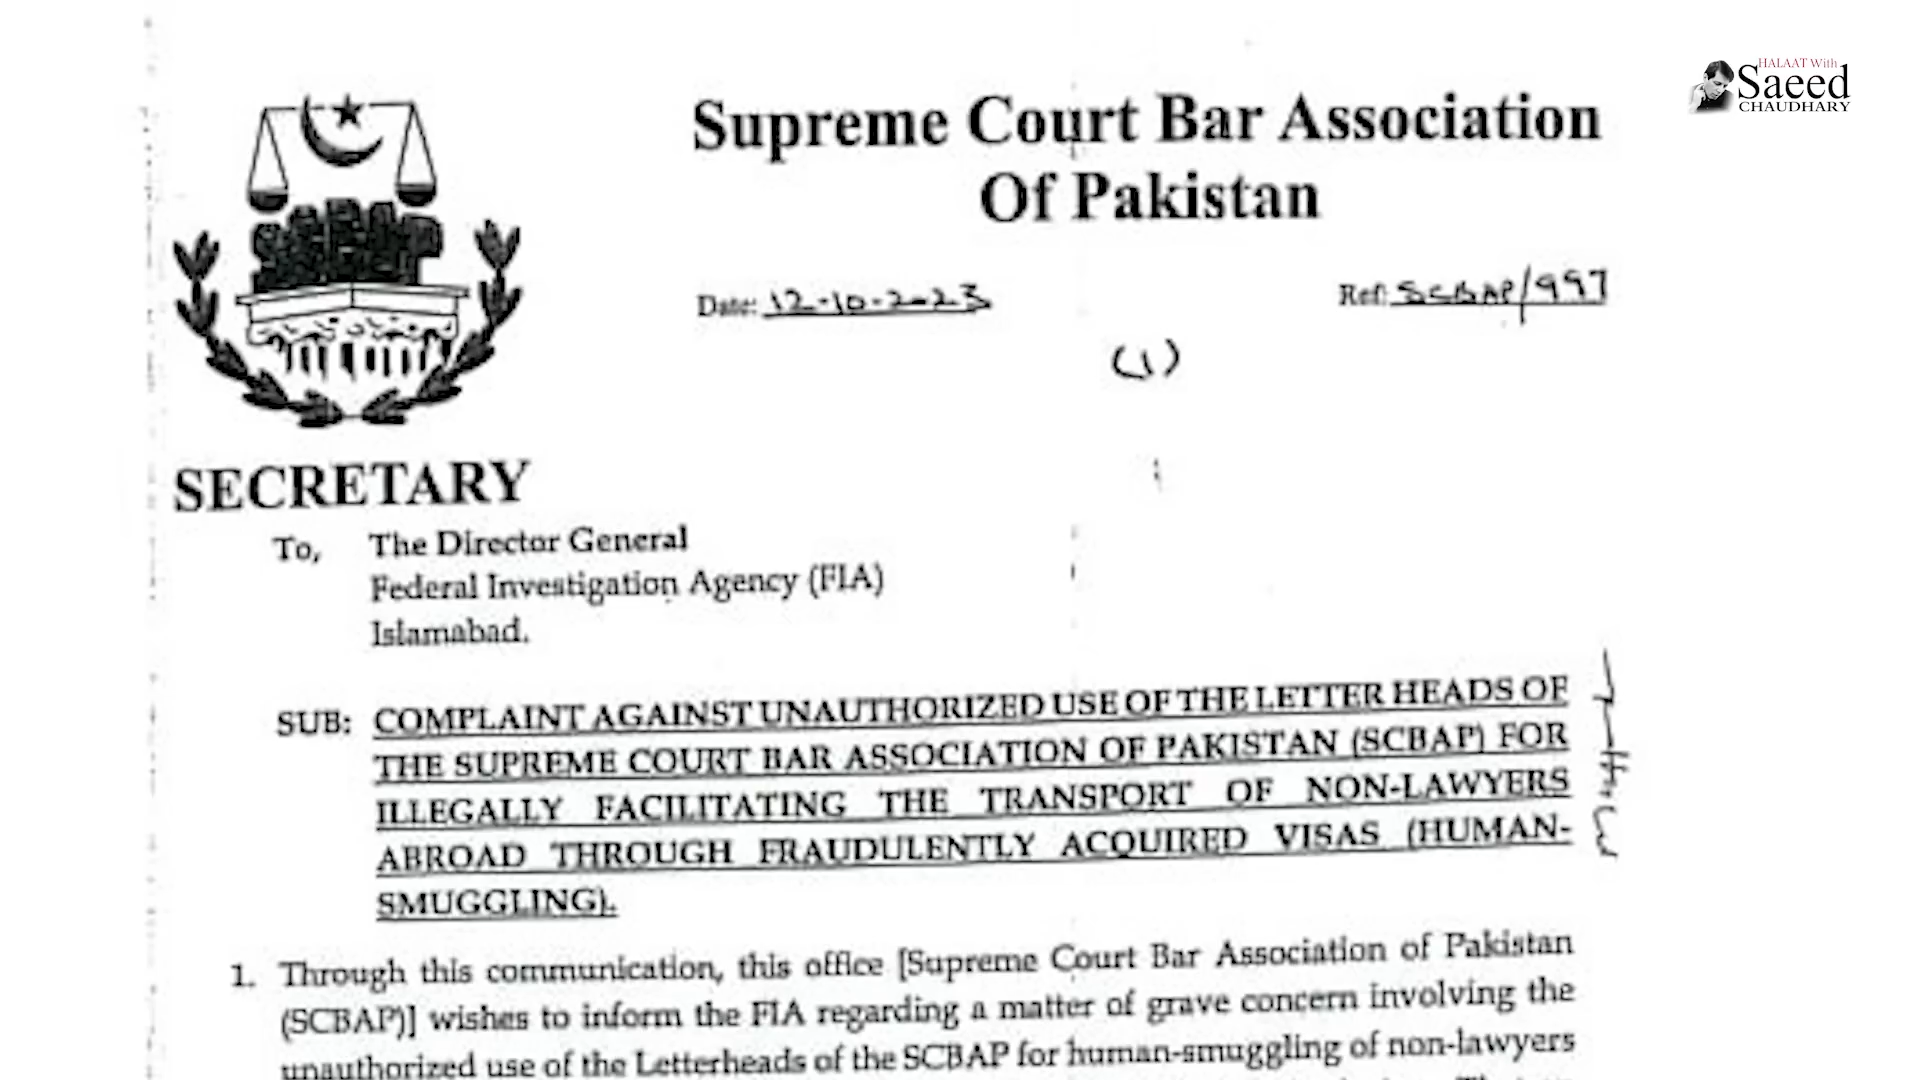 HALAAT With
Saeed
CHAUDHARY
Supreme Court Bar Association
Of Pakistan
Date: 12-10-2023
Ref: SCBAP/997
(1)
SCBAP
SECRETARY
To, The Director General
Federal Investigation Agency (FIA)
Islamabad.
SUB: COMPLAINT AGAINST UNAUTHORIZED USE OF THE LETTER HEADS OF
THE SUPREME COURT BAR ASSOCIATION OF PAKISTAN (SCBAP) FOR
ILLEGALLY FACILITATING THE TRANSPORT OF NON-LAWYERS
ABROAD THROUGH FRAUDULENTLY ACQUIRED VISAS (HUMAN-
SMUGGLING).
1. Through this communication, this office [Supreme Court Bar Association of Pakistan
(SCBAP)] wishes to inform the FIA regarding a matter of grave concern involving the
unauthorized use of the Letterheads of the SCBAP for human-smuggling of non-lawyers